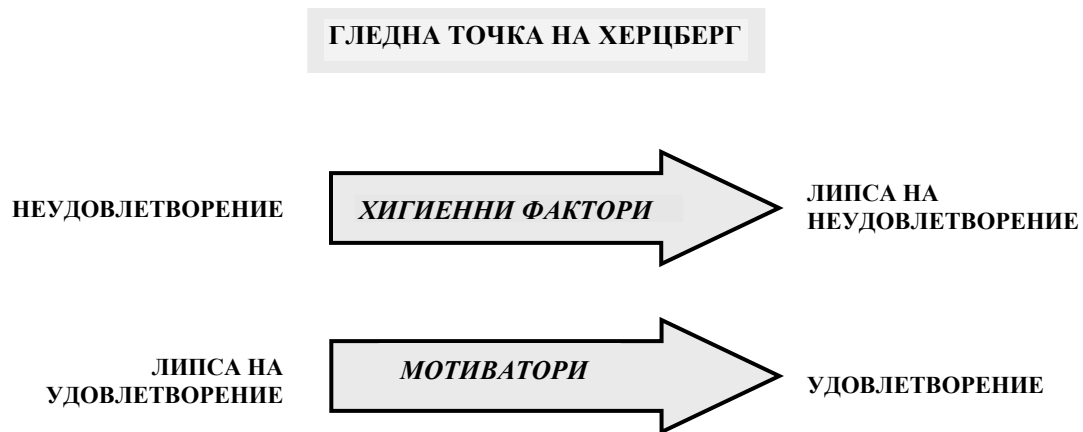 ГЛЕДНА ТОЧКА НА ХЕРЦБЕРГ
НЕУДОВЛЕТВОРЕНИЕ
ХИГИЕННИ ФАКТОРИ
ЛИПСА НА
НЕУДОВЛЕТВОРЕНИЕ
ЛИПСА НА
УДОВЛЕТВОРЕНИЕ
МОТИВАТОРИ
УДОВЛЕТВОРЕНИЕ